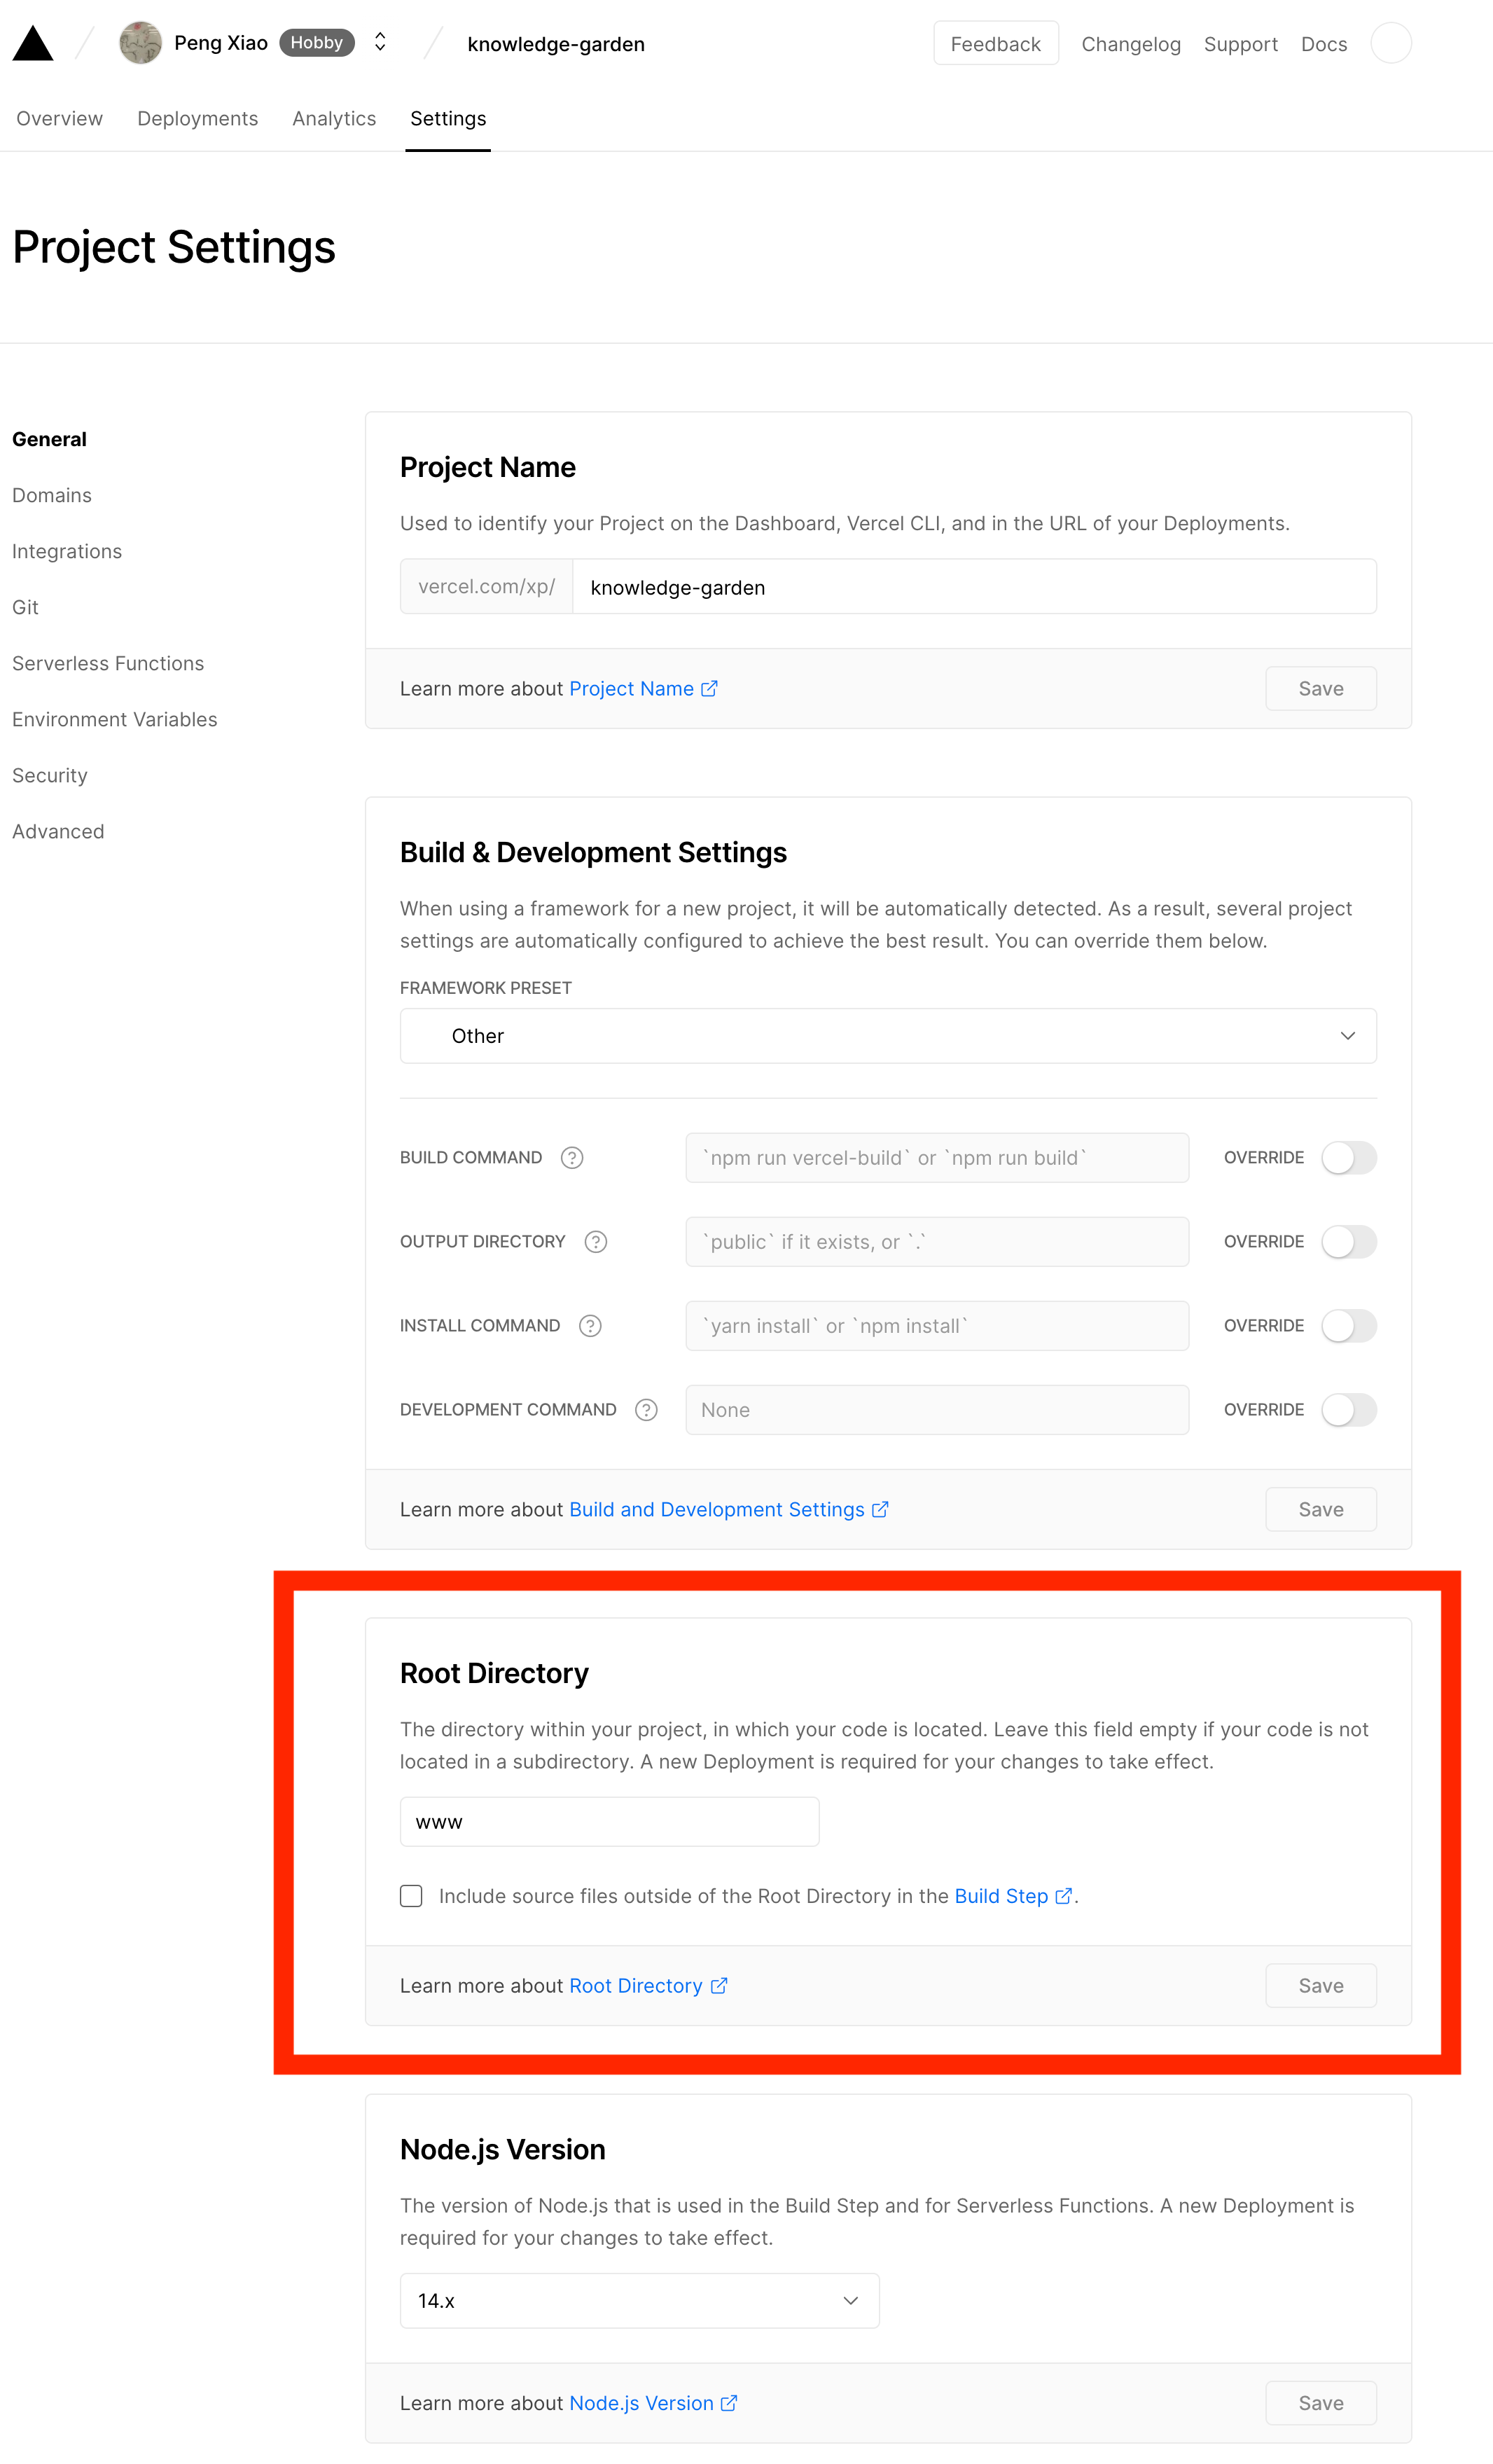 Peng Xiao Hobby knowledge-garden Feedback Changelog Support Docs
Overview Deployments Analytics Settings
Project Settings
General
Domains
Integrations
Git
Serverless Functions
Environment Variables
Security
Advanced
Project Name
Used to identify your Project on the Dashboard, Vercel CLI, and in the URL of your Deployments.
vercel.com/xp/ knowledge-garden
Learn more about Project Name Save
Build & Development Settings
When using a framework for a new project, it will be automatically detected. As a result, several project
settings are automatically configured to achieve the best result. You can override them below.
FRAMEWORK PRESET
Other
BUILD COMMAND ? `npm run vercel-build` or `npm run build` OVERRIDE
OUTPUT DIRECTORY ? `public` if it exists, or `.` OVERRIDE
INSTALL COMMAND ? `yarn install` or `npm install` OVERRIDE
DEVELOPMENT COMMAND ? None OVERRIDE
Learn more about Build and Development Settings Save
Root Directory
The directory within your project, in which your code is located. Leave this field empty if your code is not
located in a subdirectory. A new Deployment is required for your changes to take effect.
www
Include source files outside of the Root Directory in the Build Step .
Learn more about Root Directory Save
Node.js Version
The version of Node.js that is used in the Build Step and for Serverless Functions. A new Deployment is
required for your changes to take effect.
14.x
Learn more about Node.js Version Save